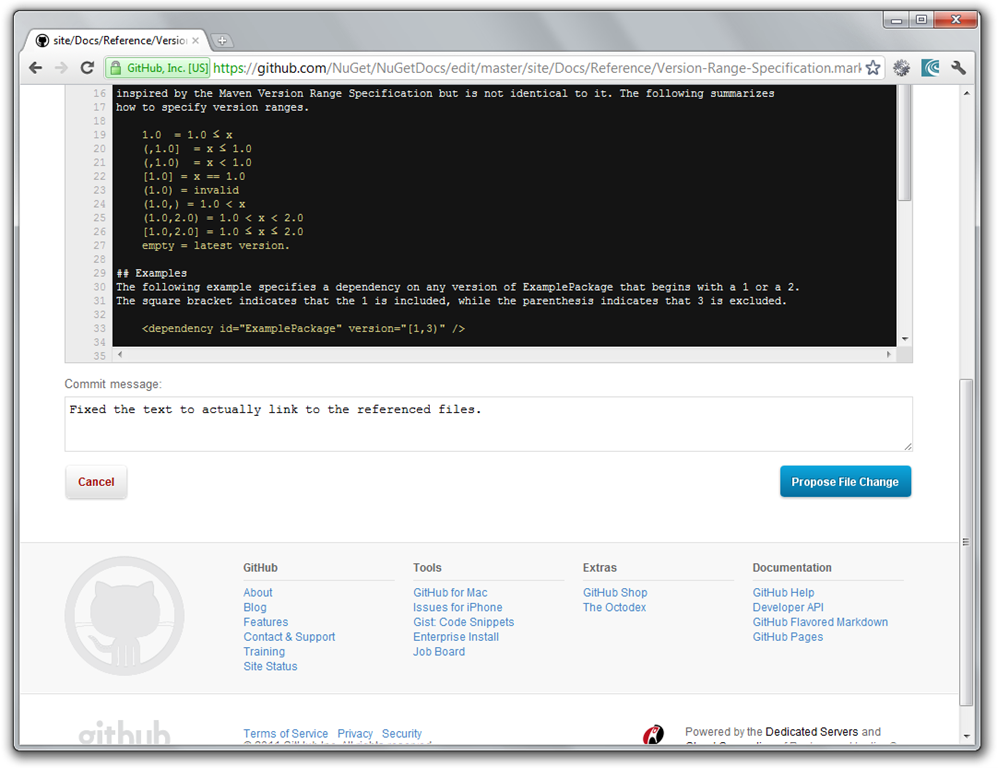 site/Docs/Reference/Versio
GitHub, Inc. [US] https://github.com/NuGet/NuGetDocs/edit/master/site/Docs/Reference/Version-Range-Specification.mark
16 inspired by the Maven Version Range Specification but is not identical to it. The following summarizes
17 how to specify version ranges.
18
19 1.0  = 1.0 ≤ x
20 (,1.0]  = x ≤ 1.0
21 (,1.0)  = x < 1.0
22 [1.0] = x == 1.0
23 (1.0) = invalid
24 (1.0,) = 1.0 < x
25 (1.0,2.0) = 1.0 < x < 2.0
26 [1.0,2.0] = 1.0 ≤ x ≤ 2.0
27 empty = latest version.
28
29 ## Examples
30 The following example specifies a dependency on any version of ExamplePackage that begins with a 1 or a 2.
31 The square bracket indicates that the 1 is included, while the parenthesis indicates that 3 is excluded.
32
33 <dependency id="ExamplePackage" version="[1,3)" />
34
35
Commit message:
Fixed the text to actually link to the referenced files.
Cancel
Propose File Change
GitHub
About
Blog
Features
Contact & Support
Training
Site Status
Tools
GitHub for Mac
Issues for iPhone
Gist: Code Snippets
Enterprise Install
Job Board
Extras
GitHub Shop
The Octodex
Documentation
GitHub Help
Developer API
GitHub Flavored Markdown
GitHub Pages
github
Terms of Service Privacy Security
Powered by the Dedicated Servers and